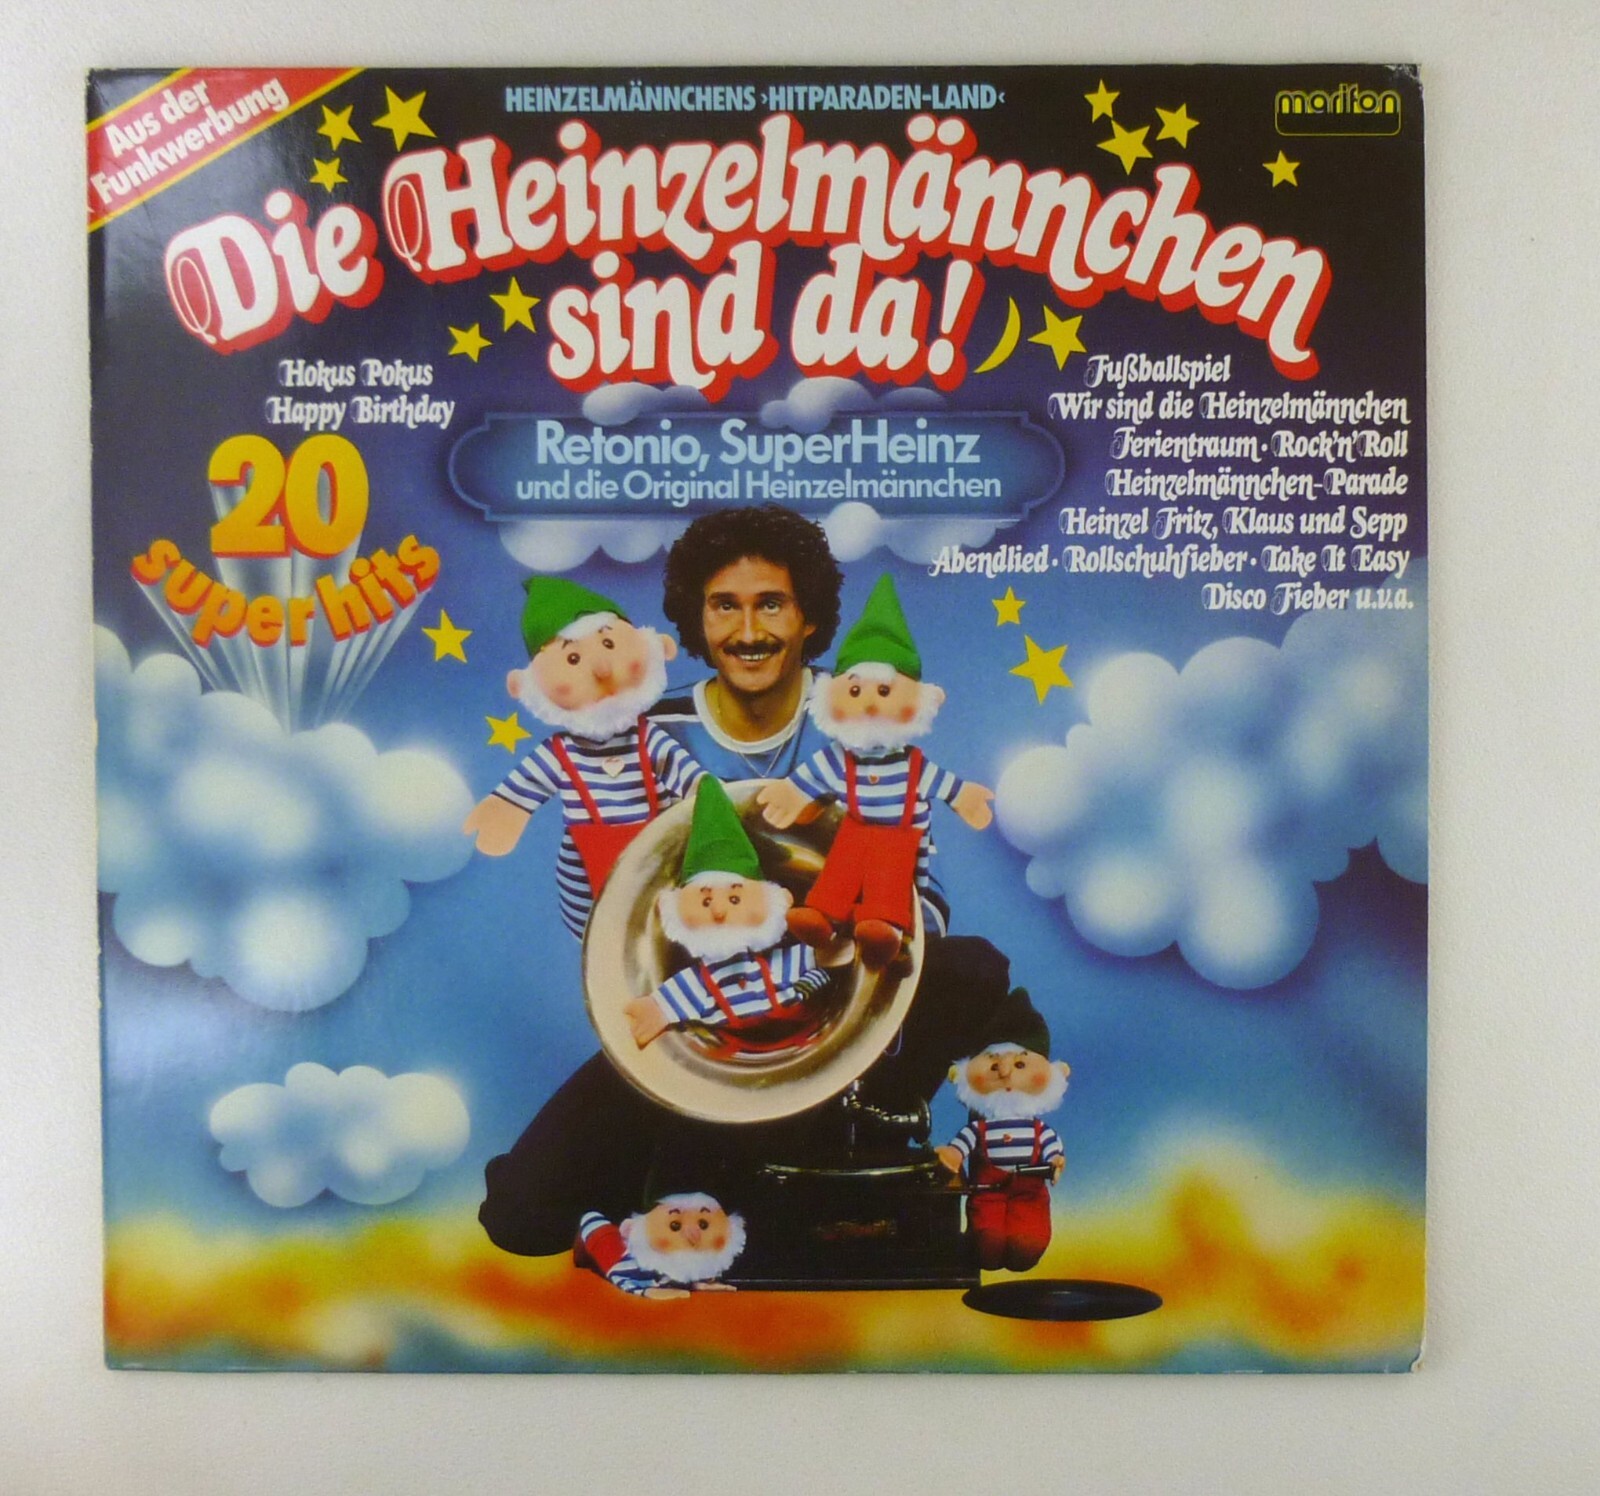 Aus der
Funkwerbung
HEINZELMÄNNCHENS ›HITPARADEN-LAND‹
marifon
Die Heinzelmännchen
sind da!
Hokus Pokus
Happy Birthday
20
super hits
Retonio, SuperHeinz
und die Original Heinzelmännchen
Fußballspiel
Wir sind die Heinzelmännchen
Ferientraum · Rock'n'Roll
Heinzelmännchen-Parade
Heinzel Fritz, Klaus und Sepp
Abendlied · Rollschuhfieber · Take It Easy
Disco Fieber u.v.a.